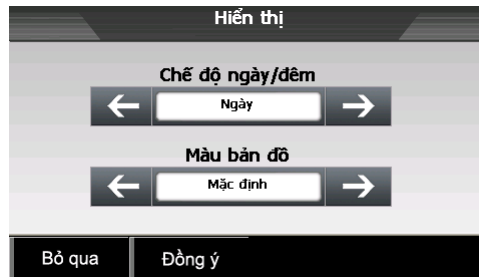 Hiển thị
Chế độ ngày/đêm
Ngày
Màu bản đồ
Mặc định
Bỏ qua Đồng ý